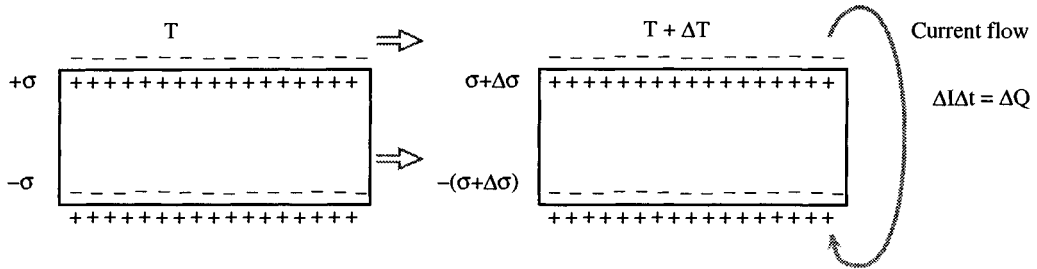 T
T + ΔT
Current flow
– – – – – – – – – – – – – –
– – – – – – – – – – – – – –
+σ
+++++++++++++++++
σ+Δσ
+++++++++++++++++
ΔIΔt = ΔQ
–σ
– – – – – – – – – – – – – –
–(σ+Δσ)
– – – – – – – – – – – – – –
+++++++++++++++++
+++++++++++++++++